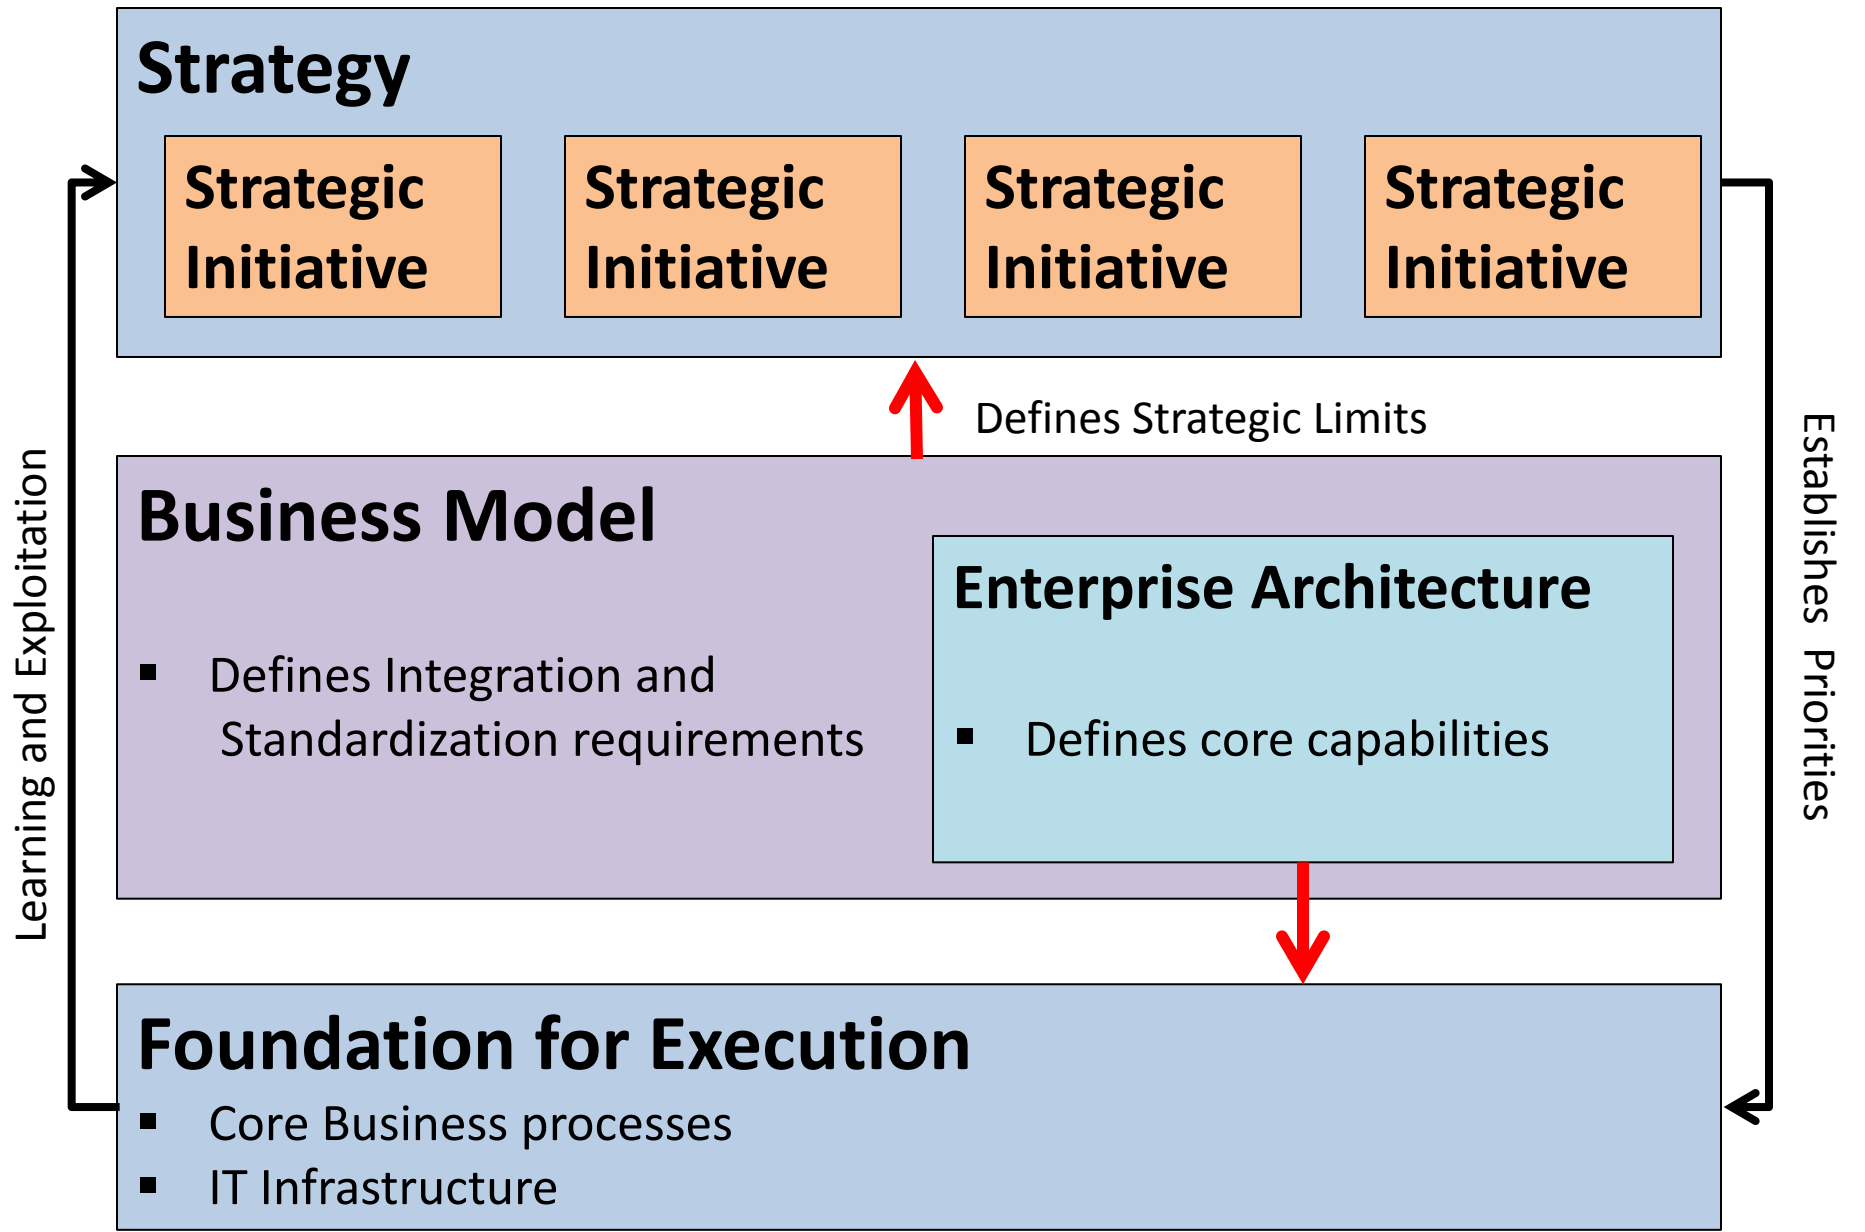 Strategy
Strategic
Initiative
Strategic
Initiative
Strategic
Initiative
Strategic
Initiative
Defines Strategic Limits
Learning and Exploitation
Establishes Priorities
Business Model
▪ Defines Integration and
Standardization requirements
Enterprise Architecture
▪ Defines core capabilities
Foundation for Execution
▪ Core Business processes
▪ IT Infrastructure